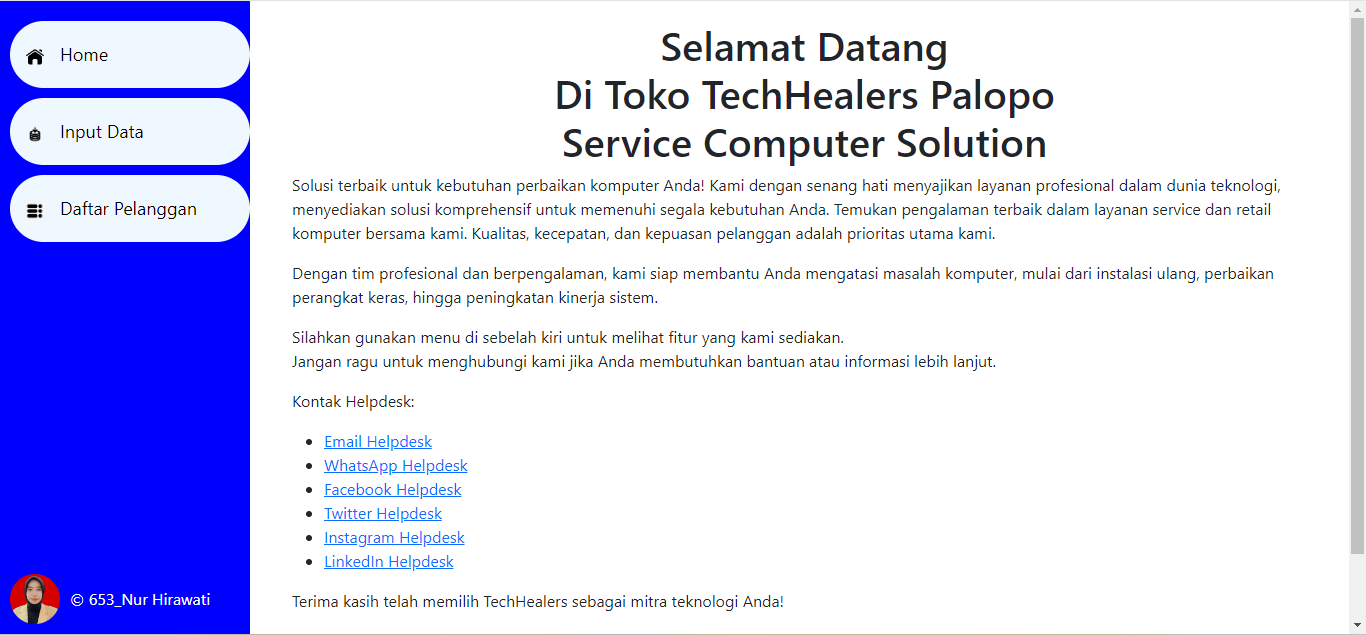 Home
Input Data
Daftar Pelanggan
© 653_Nur Hirawati
Selamat Datang
Di Toko TechHealers Palopo
Service Computer Solution
Solusi terbaik untuk kebutuhan perbaikan komputer Anda! Kami dengan senang hati menyajikan layanan profesional dalam dunia teknologi,
menyediakan solusi komprehensif untuk memenuhi segala kebutuhan Anda. Temukan pengalaman terbaik dalam layanan service dan retail
komputer bersama kami. Kualitas, kecepatan, dan kepuasan pelanggan adalah prioritas utama kami.
Dengan tim profesional dan berpengalaman, kami siap membantu Anda mengatasi masalah komputer, mulai dari instalasi ulang, perbaikan
perangkat keras, hingga peningkatan kinerja sistem.
Silahkan gunakan menu di sebelah kiri untuk melihat fitur yang kami sediakan.
Jangan ragu untuk menghubungi kami jika Anda membutuhkan bantuan atau informasi lebih lanjut.
Kontak Helpdesk:
• Email Helpdesk
• WhatsApp Helpdesk
• Facebook Helpdesk
• Twitter Helpdesk
• Instagram Helpdesk
• LinkedIn Helpdesk
Terima kasih telah memilih TechHealers sebagai mitra teknologi Anda!